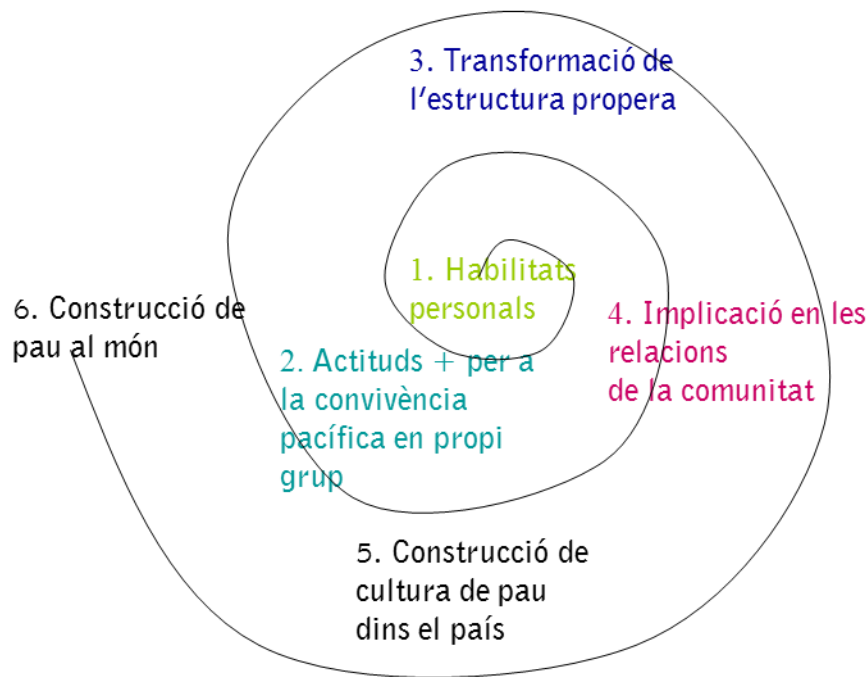 3. Transformació de
l'estructura propera
1. Habilitats
personals
6. Construcció de
pau al món
4. Implicació en les
relacions
de la comunitat
2. Actituds + per a
la convivència
pacífica en propi
grup
5. Construcció de
cultura de pau
dins el país